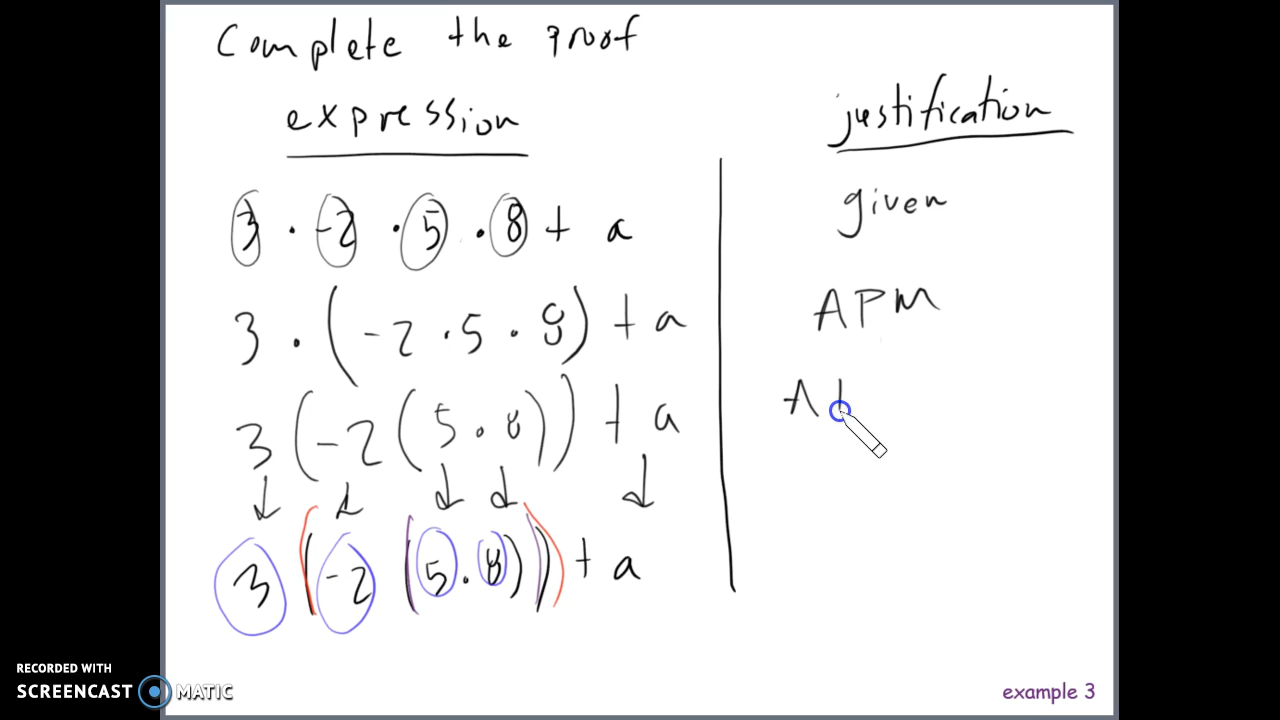 Complete the proof
expression
justification
3 · -2 · 5 · 8 + a
given
3 · (-2 · 5 · 8) + a
APM
3 (-2 (5 · 8)) + a
A
3 (-2 (5 · 8)) + a
RECORDED WITH
SCREENCAST MATIC
example 3